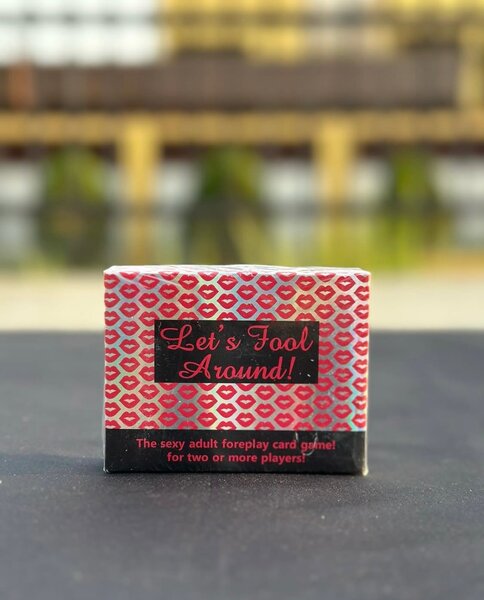 Let's Fool
Around!
The sexy adult foreplay card game!
for two or more players!